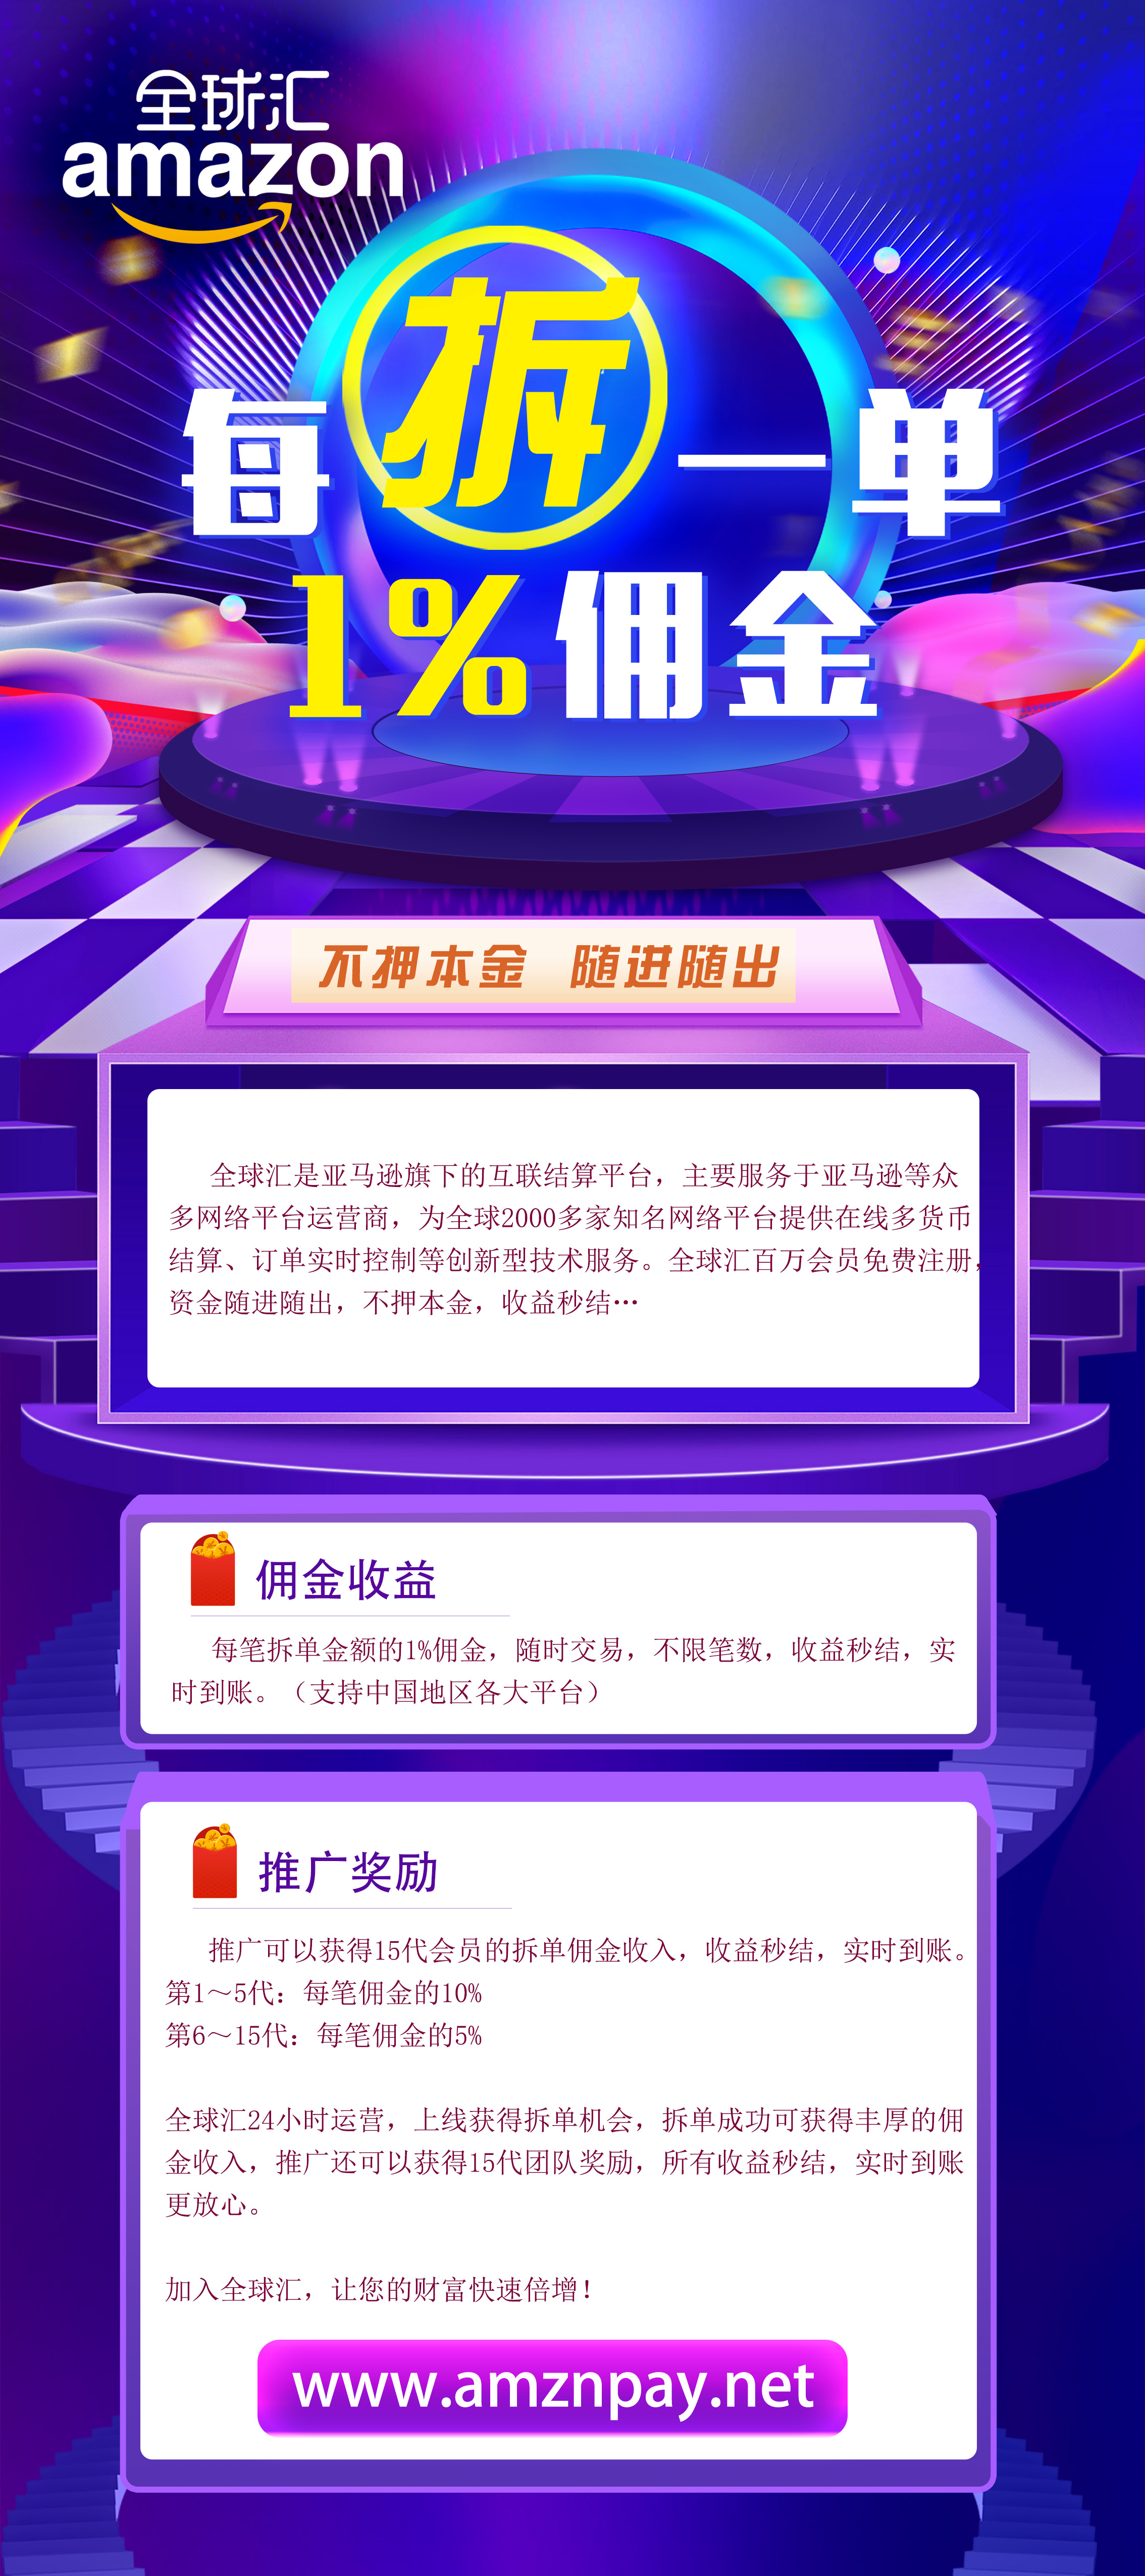 全球汇
amazon
每拆一单
1%佣金
不押本金 随进随出
全球汇是亚马逊旗下的互联结算平台，主要服务于亚马逊等众
多网络平台运营商，为全球2000多家知名网络平台提供在线多货币
结算、订单实时控制等创新型技术服务。全球汇百万会员免费注册，
资金随进随出，不押本金，收益秒结…
佣金收益
每笔拆单金额的1%佣金，随时交易，不限笔数，收益秒结，实
时到账。（支持中国地区各大平台）
推广奖励
推广可以获得15代会员的拆单佣金收入，收益秒结，实时到账。
第1～5代：每笔佣金的10%
第6～15代：每笔佣金的5%
全球汇24小时运营，上线获得拆单机会，拆单成功可获得丰厚的佣
金收入，推广还可以获得15代团队奖励，所有收益秒结，实时到账
更放心。
加入全球汇，让您的财富快速倍增！
www.amznpay.net